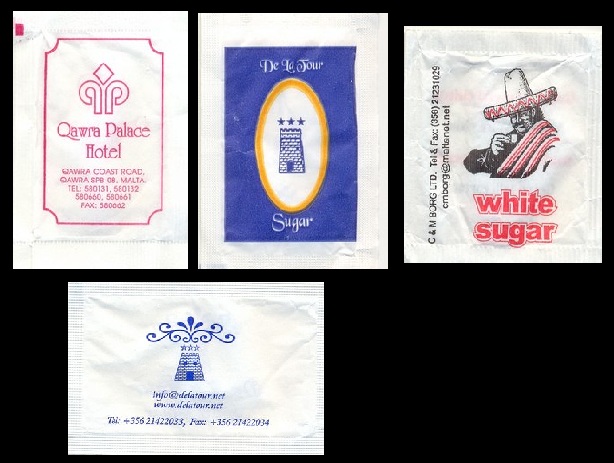 Qawra Palace
Hotel
QAWRA COAST ROAD,
QAWRA SPB 08, MALTA.
TEL: 580131, 580132
580660, 580661
FAX: 580662
De La Tour
Sugar
C & M BORG LTD., Tel & Fax: (356) 21231029
cmborg@maltanet.net
white
sugar
info@delatour.net
www.delatour.net
Tel: +356 21422033, Fax: +356 21422034